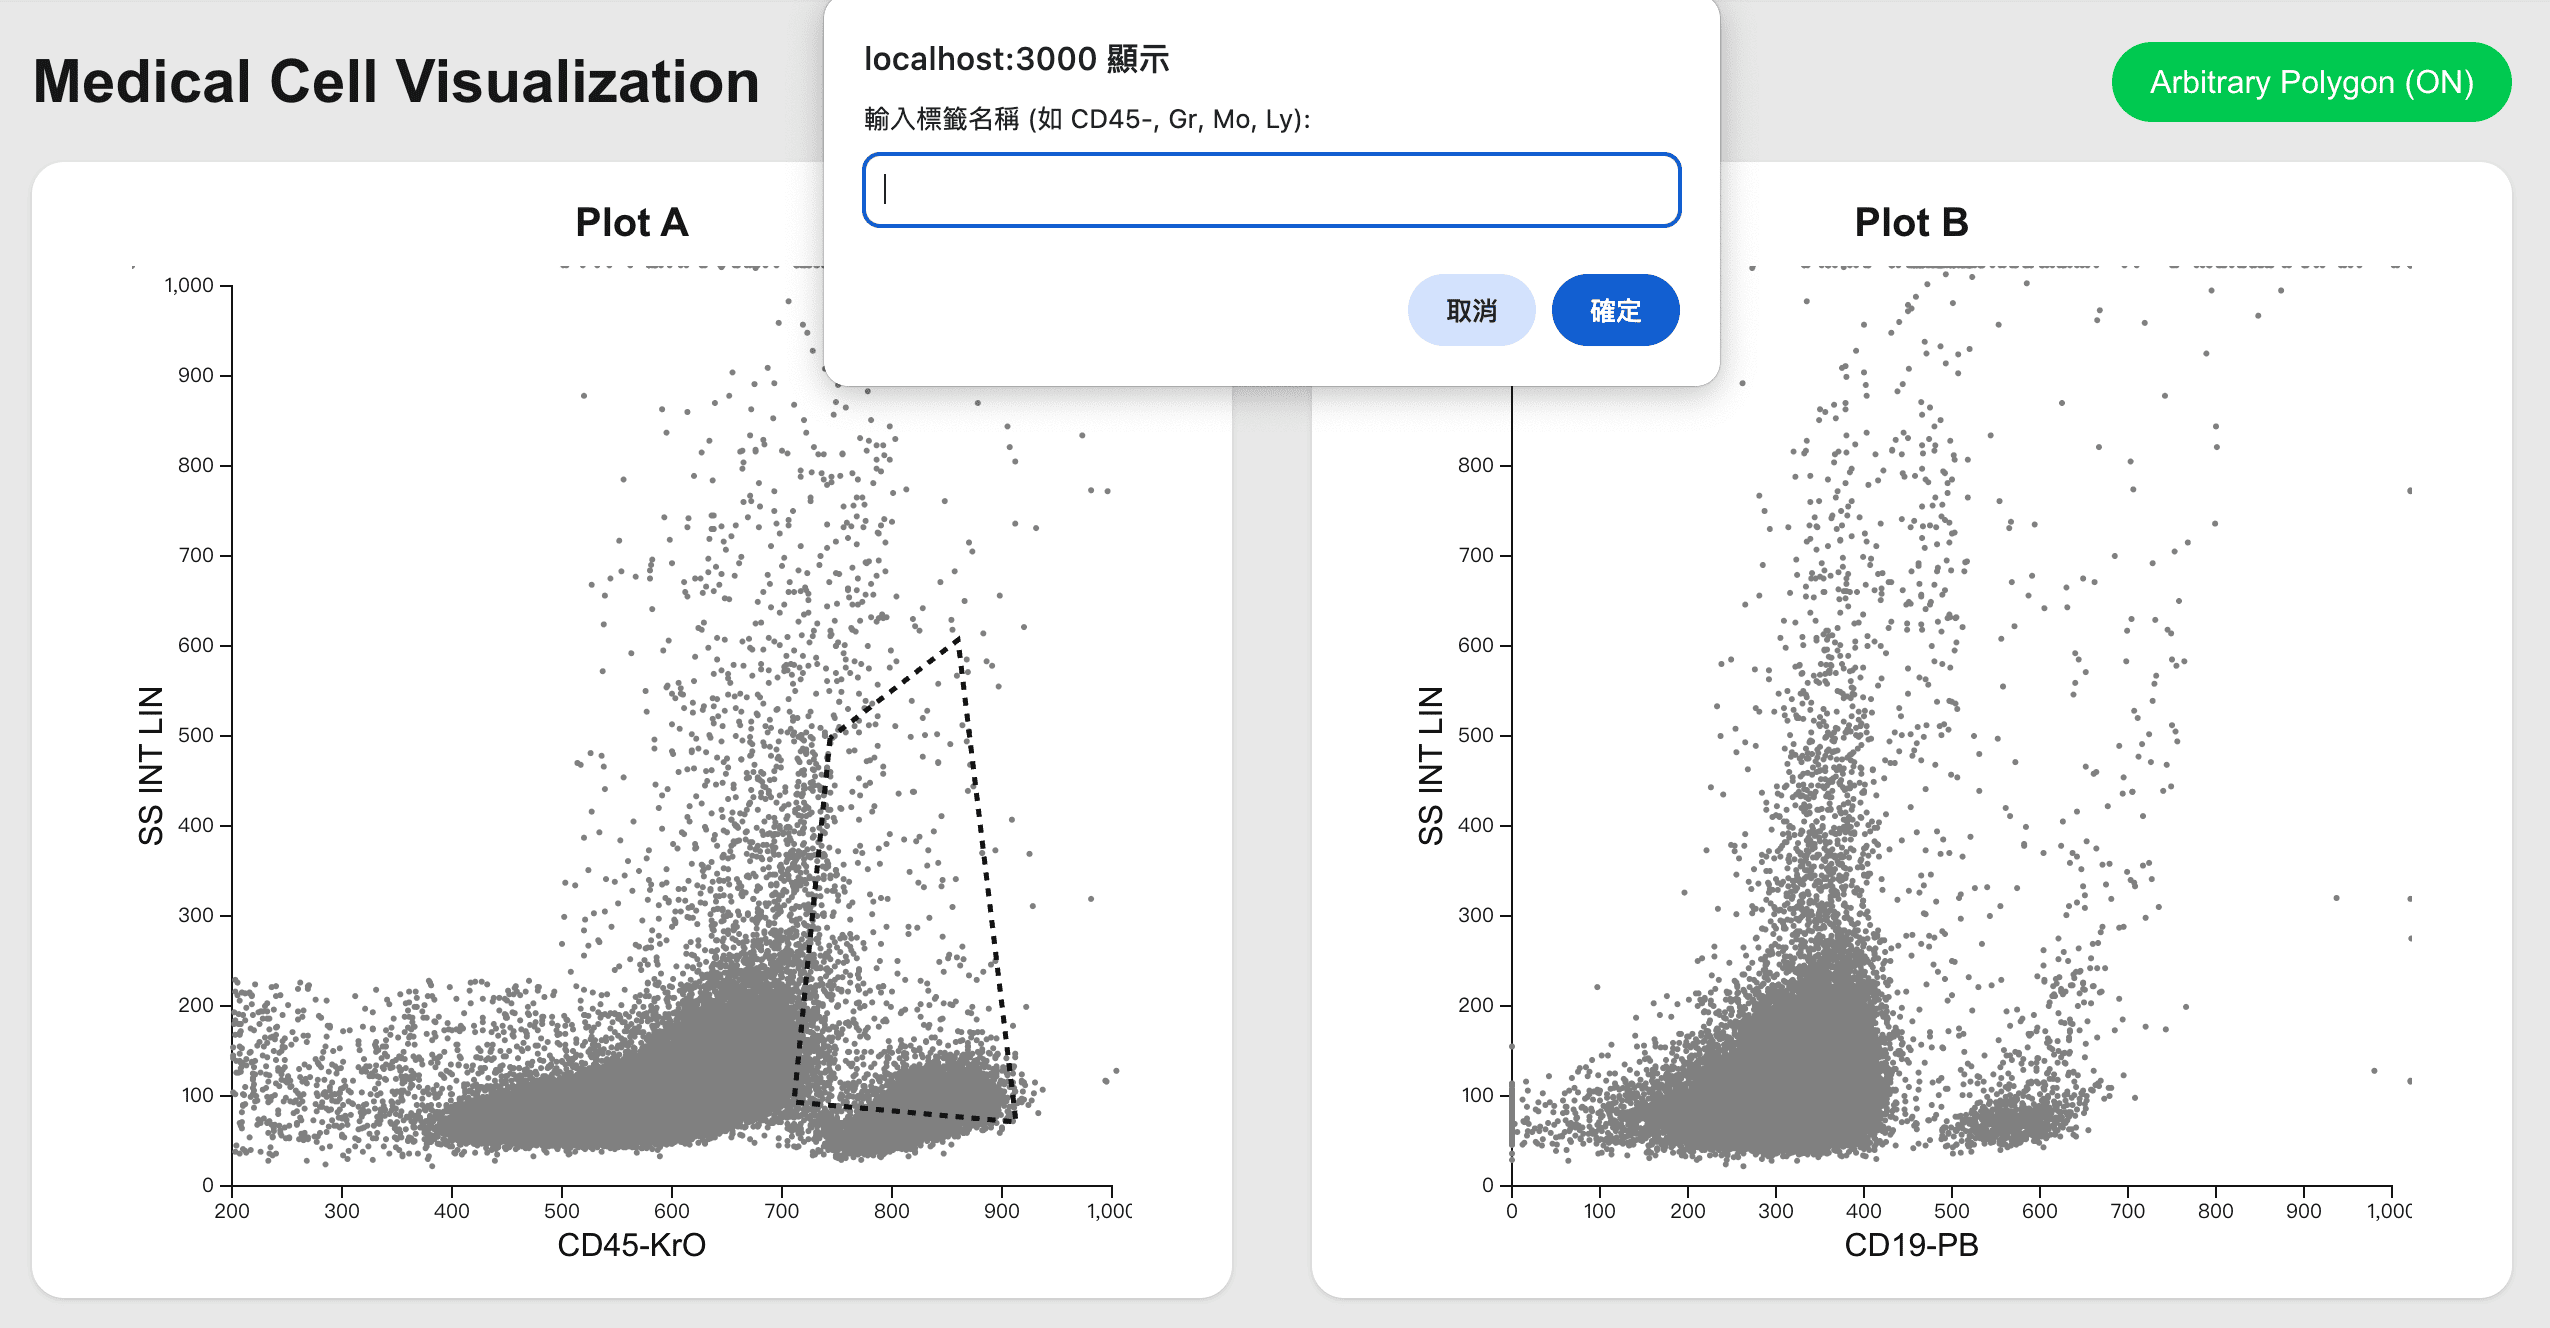 Medical Cell Visualization
localhost:3000 顯示
輸入標籤名稱 (如 CD45-, Gr, Mo, Ly):
取消
確定
Arbitrary Polygon (ON)
Plot A
1,000
900
800
700
600
500
400
300
200
100
0
SS INT LIN
200 300 400 500 600 700 800 900 1,000
CD45-KrO
Plot B
800
700
600
500
400
300
200
100
0
SS INT LIN
0 100 200 300 400 500 600 700 800 900 1,000
CD19-PB